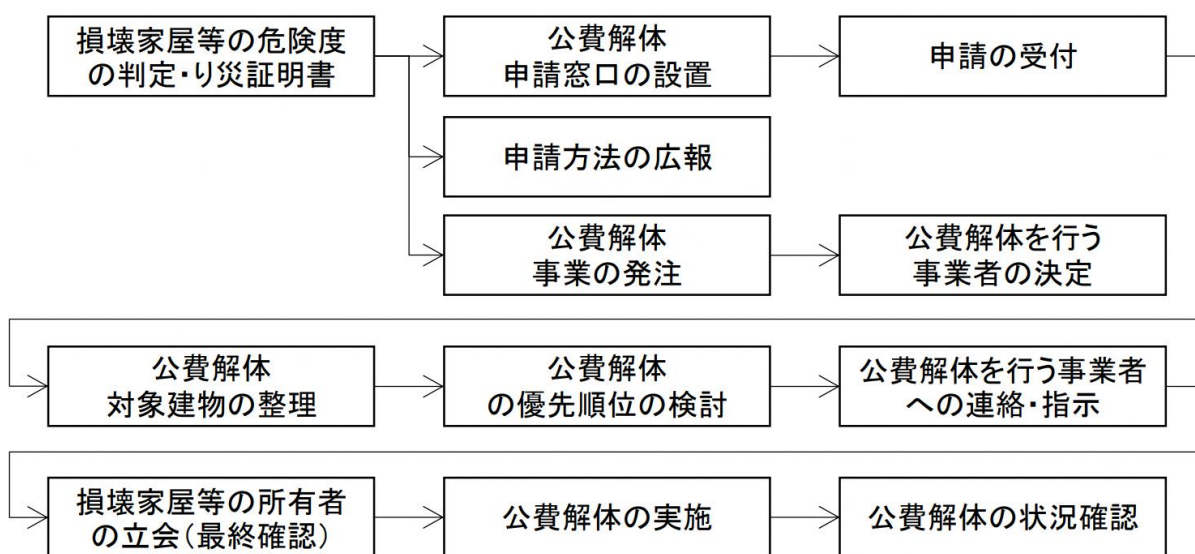 損壊家屋等の危険度
の判定・り災証明書
公費解体
申請窓口の設置
申請の受付
申請方法の広報
公費解体
事業の発注
公費解体を行う
事業者の決定
公費解体
対象建物の整理
公費解体
の優先順位の検討
公費解体を行う事業者
への連絡・指示
損壊家屋等の所有者
の立会(最終確認)
公費解体の実施
公費解体の状況確認